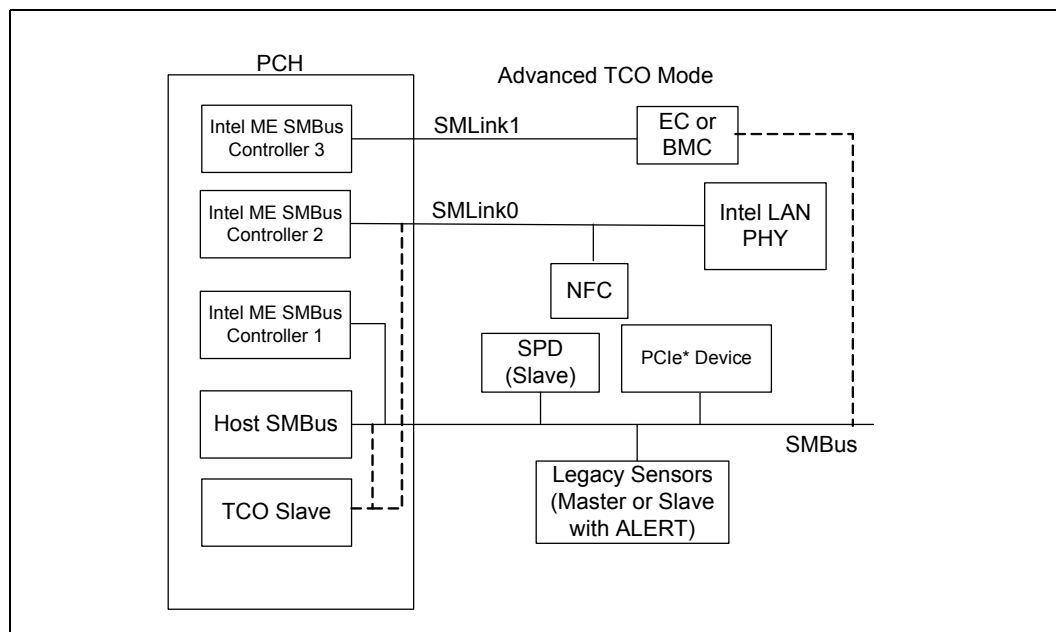 PCH
Advanced TCO Mode
Intel ME SMBus
Controller 3
SMLink1
EC or
BMC
Intel ME SMBus
Controller 2
SMLink0
Intel LAN
PHY
NFC
Intel ME SMBus
Controller 1
SPD
(Slave)
PCIe* Device
Host SMBus
SMBus
TCO Slave
Legacy Sensors
(Master or Slave
with ALERT)